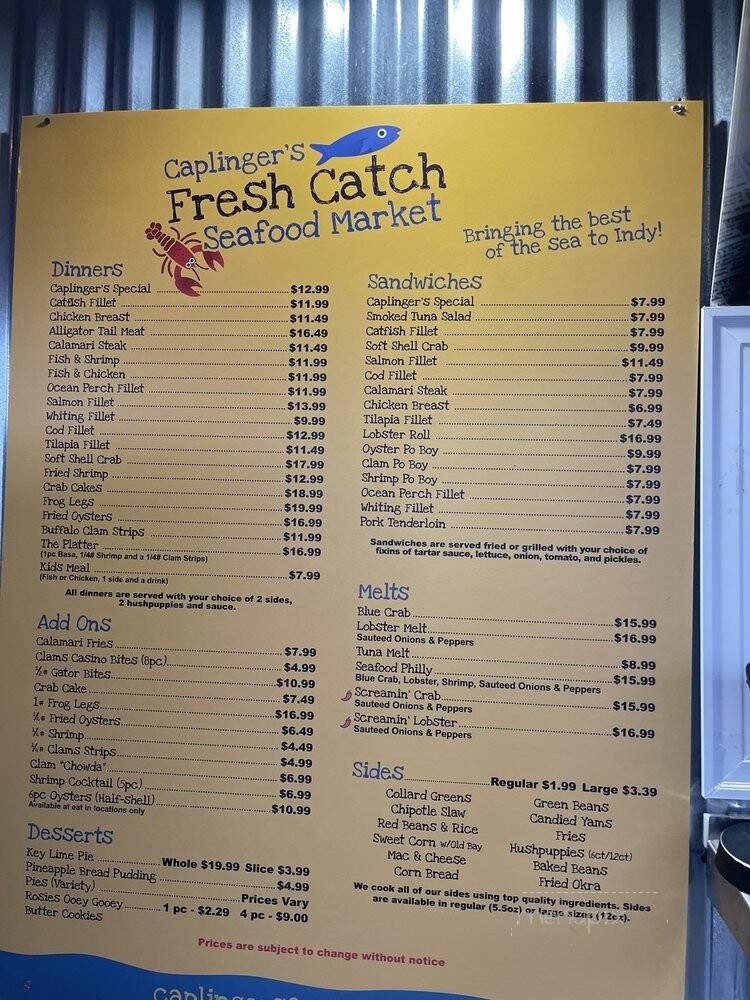 Caplinger's
Fresh Catch
Seafood Market
Bringing the best
of the sea to Indy!
Dinners
Caplinger's Special $12.99
Catfish Fillet $11.99
Chicken Breast $11.49
Alligator Tail Meat $16.49
Calamari Steak $11.49
Fish & Shrimp $11.99
Fish & Chicken $11.99
Ocean Perch Fillet $11.99
Salmon Fillet $13.99
Whiting Fillet $9.99
Cod Fillet $12.99
Tilapia Fillet $11.49
Soft Shell Crab $17.99
Fried Shrimp $12.99
Crab Cakes $18.99
Frog Legs $19.99
Fried Oysters $16.99
Buffalo Clam Strips $11.99
The Platter $16.99
(1pc Basa, 1/4# Shrimp and a 1/4# Clam Strips)
Kids Meal $7.99
(Fish or Chicken, 1 side and a drink)
All dinners are served with your choice of 2 sides,
2 hushpuppies and sauce.
Add Ons
Calamari Fries $7.99
Clams Casino Bites (8pc) $4.99
½# Gator Bites $10.99
Crab Cake $7.49
1# Frog Legs $16.99
¼# Fried Oysters $6.49
¼# Shrimp $4.49
¼# Clams Strips $4.99
Clam "Chowda" $6.99
Shrimp Cocktail (5pc) $6.99
6pc Oysters (Half-shell) $10.99
Available at eat in locations only
Desserts
Key Lime Pie Whole $19.99 Slice $3.99
Pineapple Bread Pudding $4.99
Pies (Variety) Prices Vary
Rosies Ooey Gooey 1 pc - $2.29 4 pc - $9.00
Butter Cookies
Sandwiches
Caplinger's Special $7.99
Smoked Tuna Salad $7.99
Catfish Fillet $7.99
Soft Shell Crab $9.99
Salmon Fillet $11.49
Cod Fillet $7.99
Calamari Steak $7.99
Chicken Breast $6.99
Tilapia Fillet $7.49
Lobster Roll $16.99
Oyster Po Boy $9.99
Clam Po Boy $7.99
Shrimp Po Boy $7.99
Ocean Perch Fillet $7.99
Whiting Fillet $7.99
Pork Tenderloin $7.99
Sandwiches are served fried or grilled with your choice of
fixins of tartar sauce, lettuce, onion, tomato, and pickles.
Melts
Blue Crab $15.99
Lobster Melt $16.99
Sauteed Onions & Peppers
Tuna Melt $8.99
Seafood Philly $15.99
Blue Crab, Lobster, Shrimp, Sauteed Onions & Peppers
Screamin' Crab $15.99
Sauteed Onions & Peppers
Screamin' Lobster $16.99
Sauteed Onions & Peppers
Sides Regular $1.99 Large $3.39
Collard Greens
Chipotle Slaw
Red Beans & Rice
Sweet Corn w/Old Bay
Mac & Cheese
Corn Bread
Green Beans
Candied Yams
Fries
Hushpuppies (6ct/12ct)
Baked Beans
Fried Okra
We cook all of our sides using top quality ingredients. Sides
are available in regular (5.5oz) or large sizes (12oz).
Prices are subject to change without notice